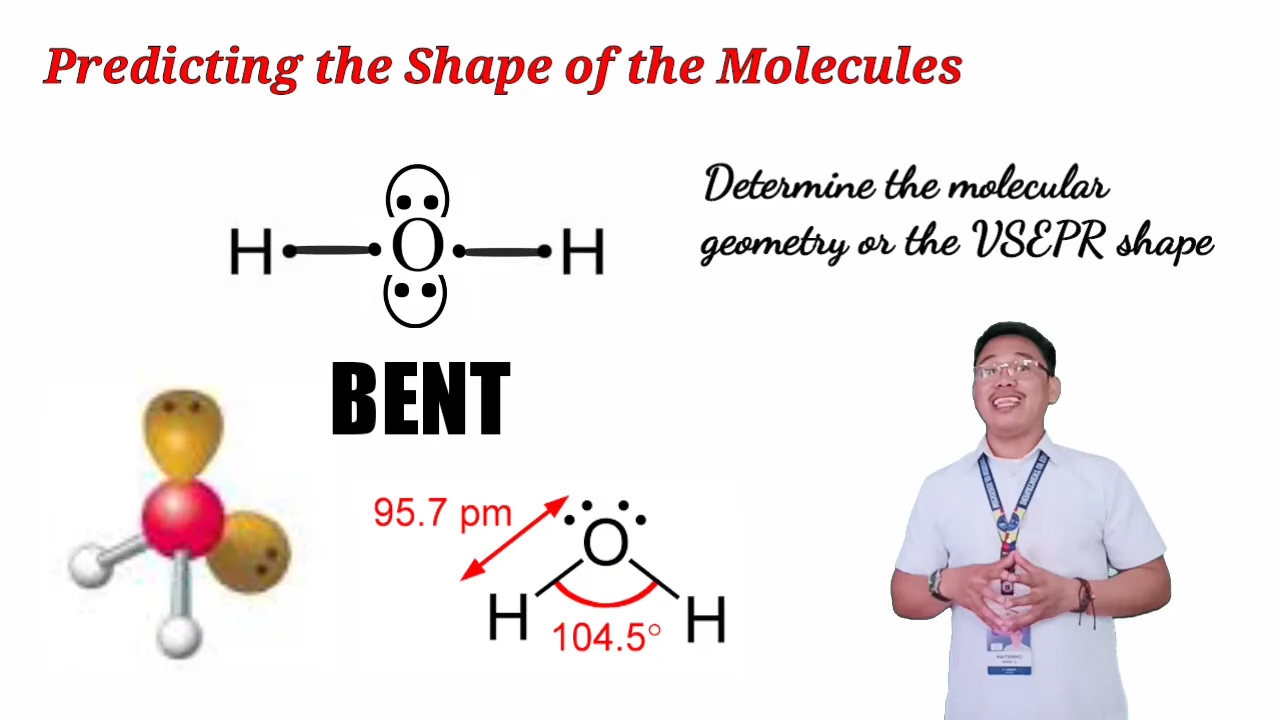 Predicting the Shape of the Molecules
Determine the molecular
geometry or the VSEPR shape
H O H
BENT
95.7 pm
O
H H
104.5°